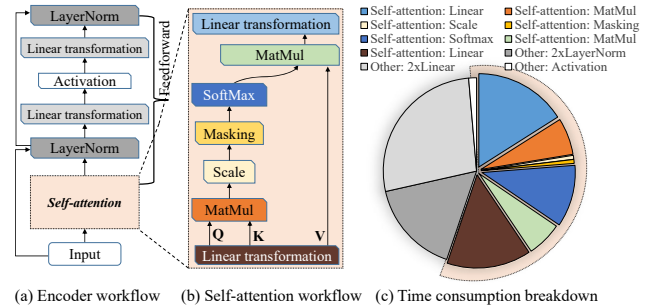 LayerNorm
Linear transformation
Activation
Linear transformation
LayerNorm
Self-attention
Input
Feedforward
(a) Encoder workflow
Linear transformation
MatMul
SoftMax
Masking
Scale
MatMul
Q K V
Linear transformation
(b) Self-attention workflow
Self-attention: Linear Self-attention: MatMul
Self-attention: Scale Self-attention: Masking
Self-attention: Softmax Self-attention: MatMul
Self-attention: Linear Other: 2xLayerNorm
Other: 2xLinear Other: Activation
(c) Time consumption breakdown